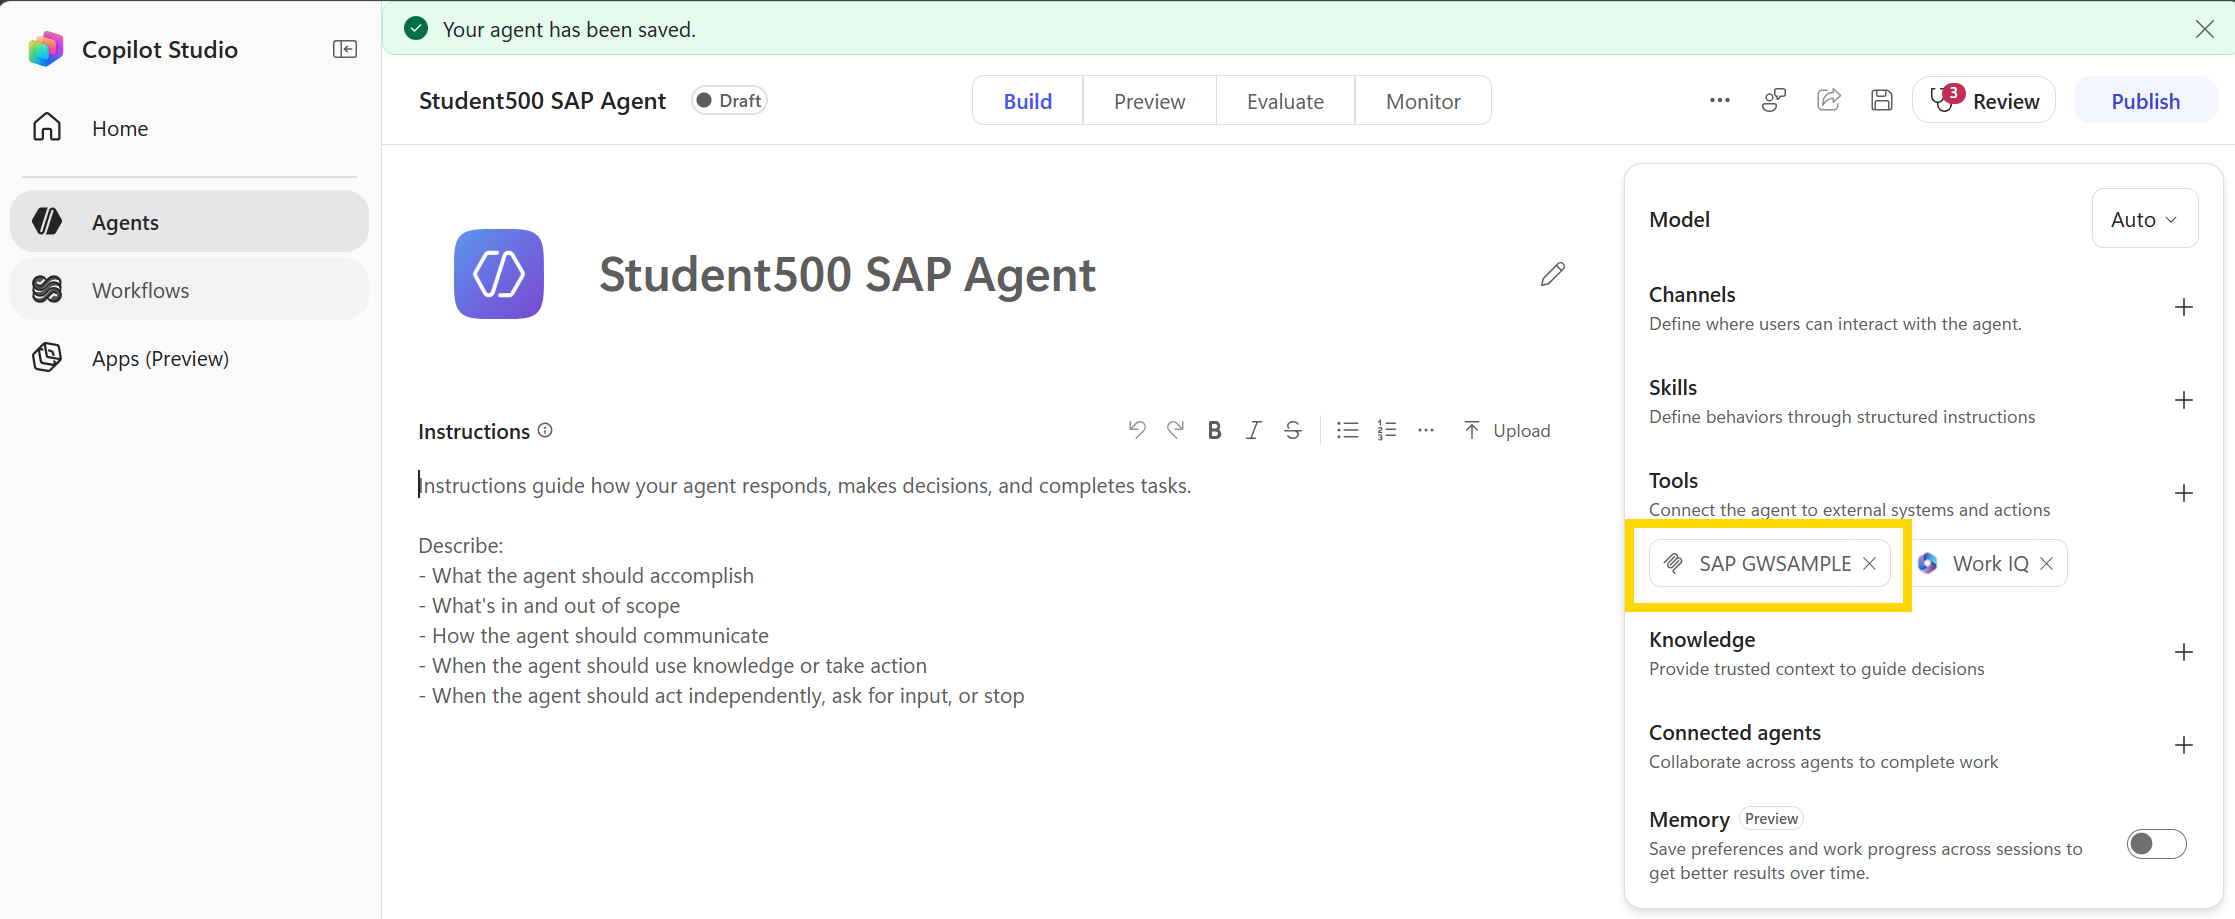 Your agent has been saved.
Copilot Studio
Home
Agents
Workflows
Apps (Preview)
Student500 SAP Agent
Draft
Build
Preview
Evaluate
Monitor
3
Review
Publish
Student500 SAP Agent
Instructions
Upload
Instructions guide how your agent responds, makes decisions, and completes tasks.
Describe:
- What the agent should accomplish
- What's in and out of scope
- How the agent should communicate
- When the agent should use knowledge or take action
- When the agent should act independently, ask for input, or stop
Model
Auto
Channels
Define where users can interact with the agent.
Skills
Define behaviors through structured instructions
Tools
Connect the agent to external systems and actions
SAP GWSAMPLE
Work IQ
Knowledge
Provide trusted context to guide decisions
Connected agents
Collaborate across agents to complete work
Memory
Preview
Save preferences and work progress across sessions to
get better results over time.